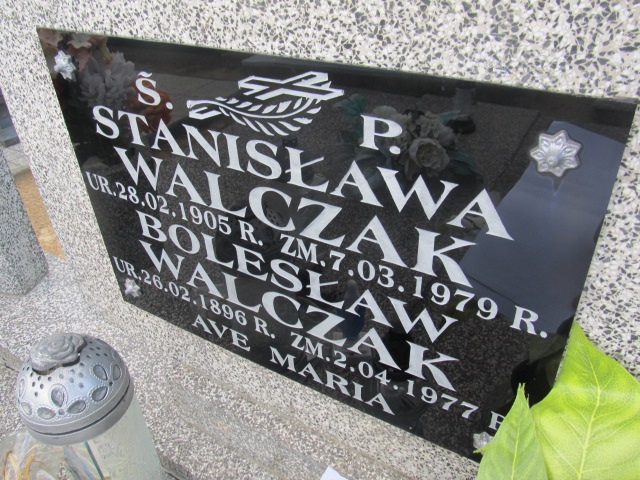 Ś. P.
STANISŁAWA
WALCZAK
UR.28.02.1905 R. ZM.7.03.1979 R.
BOLESŁAW
WALCZAK
UR.26.02.1896 R. ZM.2.04.1977 R
AVE MARIA